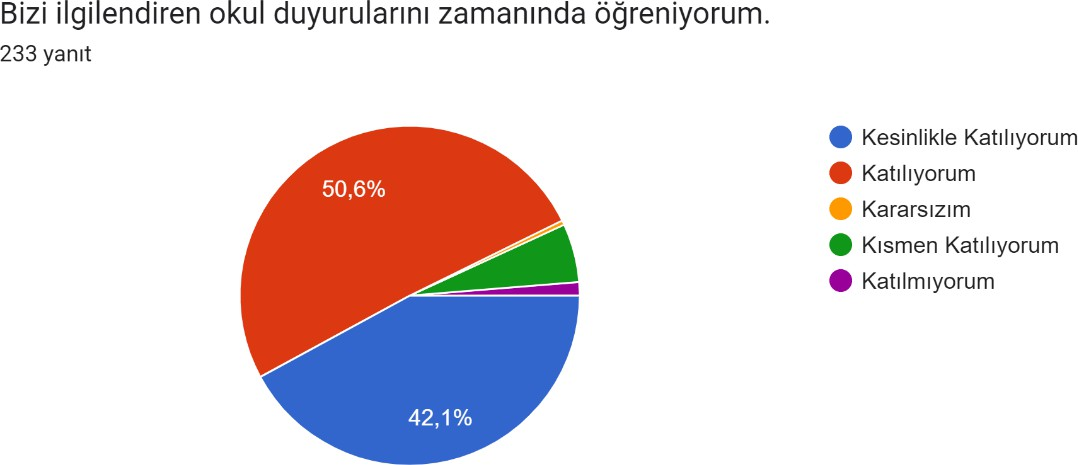 Bizi ilgilendiren okul duyurularını zamanında öğreniyorum.
233 yanıt
Kesinlikle Katılıyorum
Katılıyorum
Kararsızım
Kısmen Katılıyorum
Katılmıyorum
50,6%
42,1%